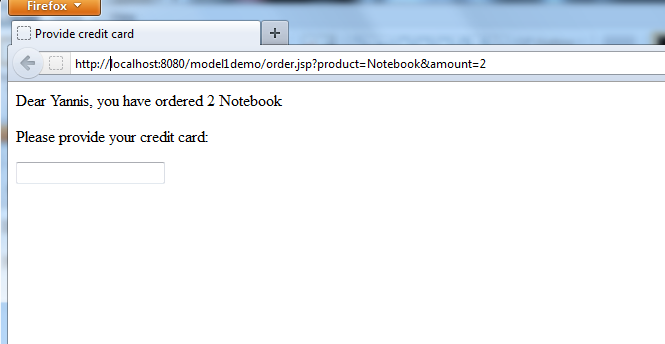 Firefox
Provide credit card
http://localhost:8080/model1demo/order.jsp?product=Notebook&amount=2
Dear Yannis, you have ordered 2 Notebook
Please provide your credit card: